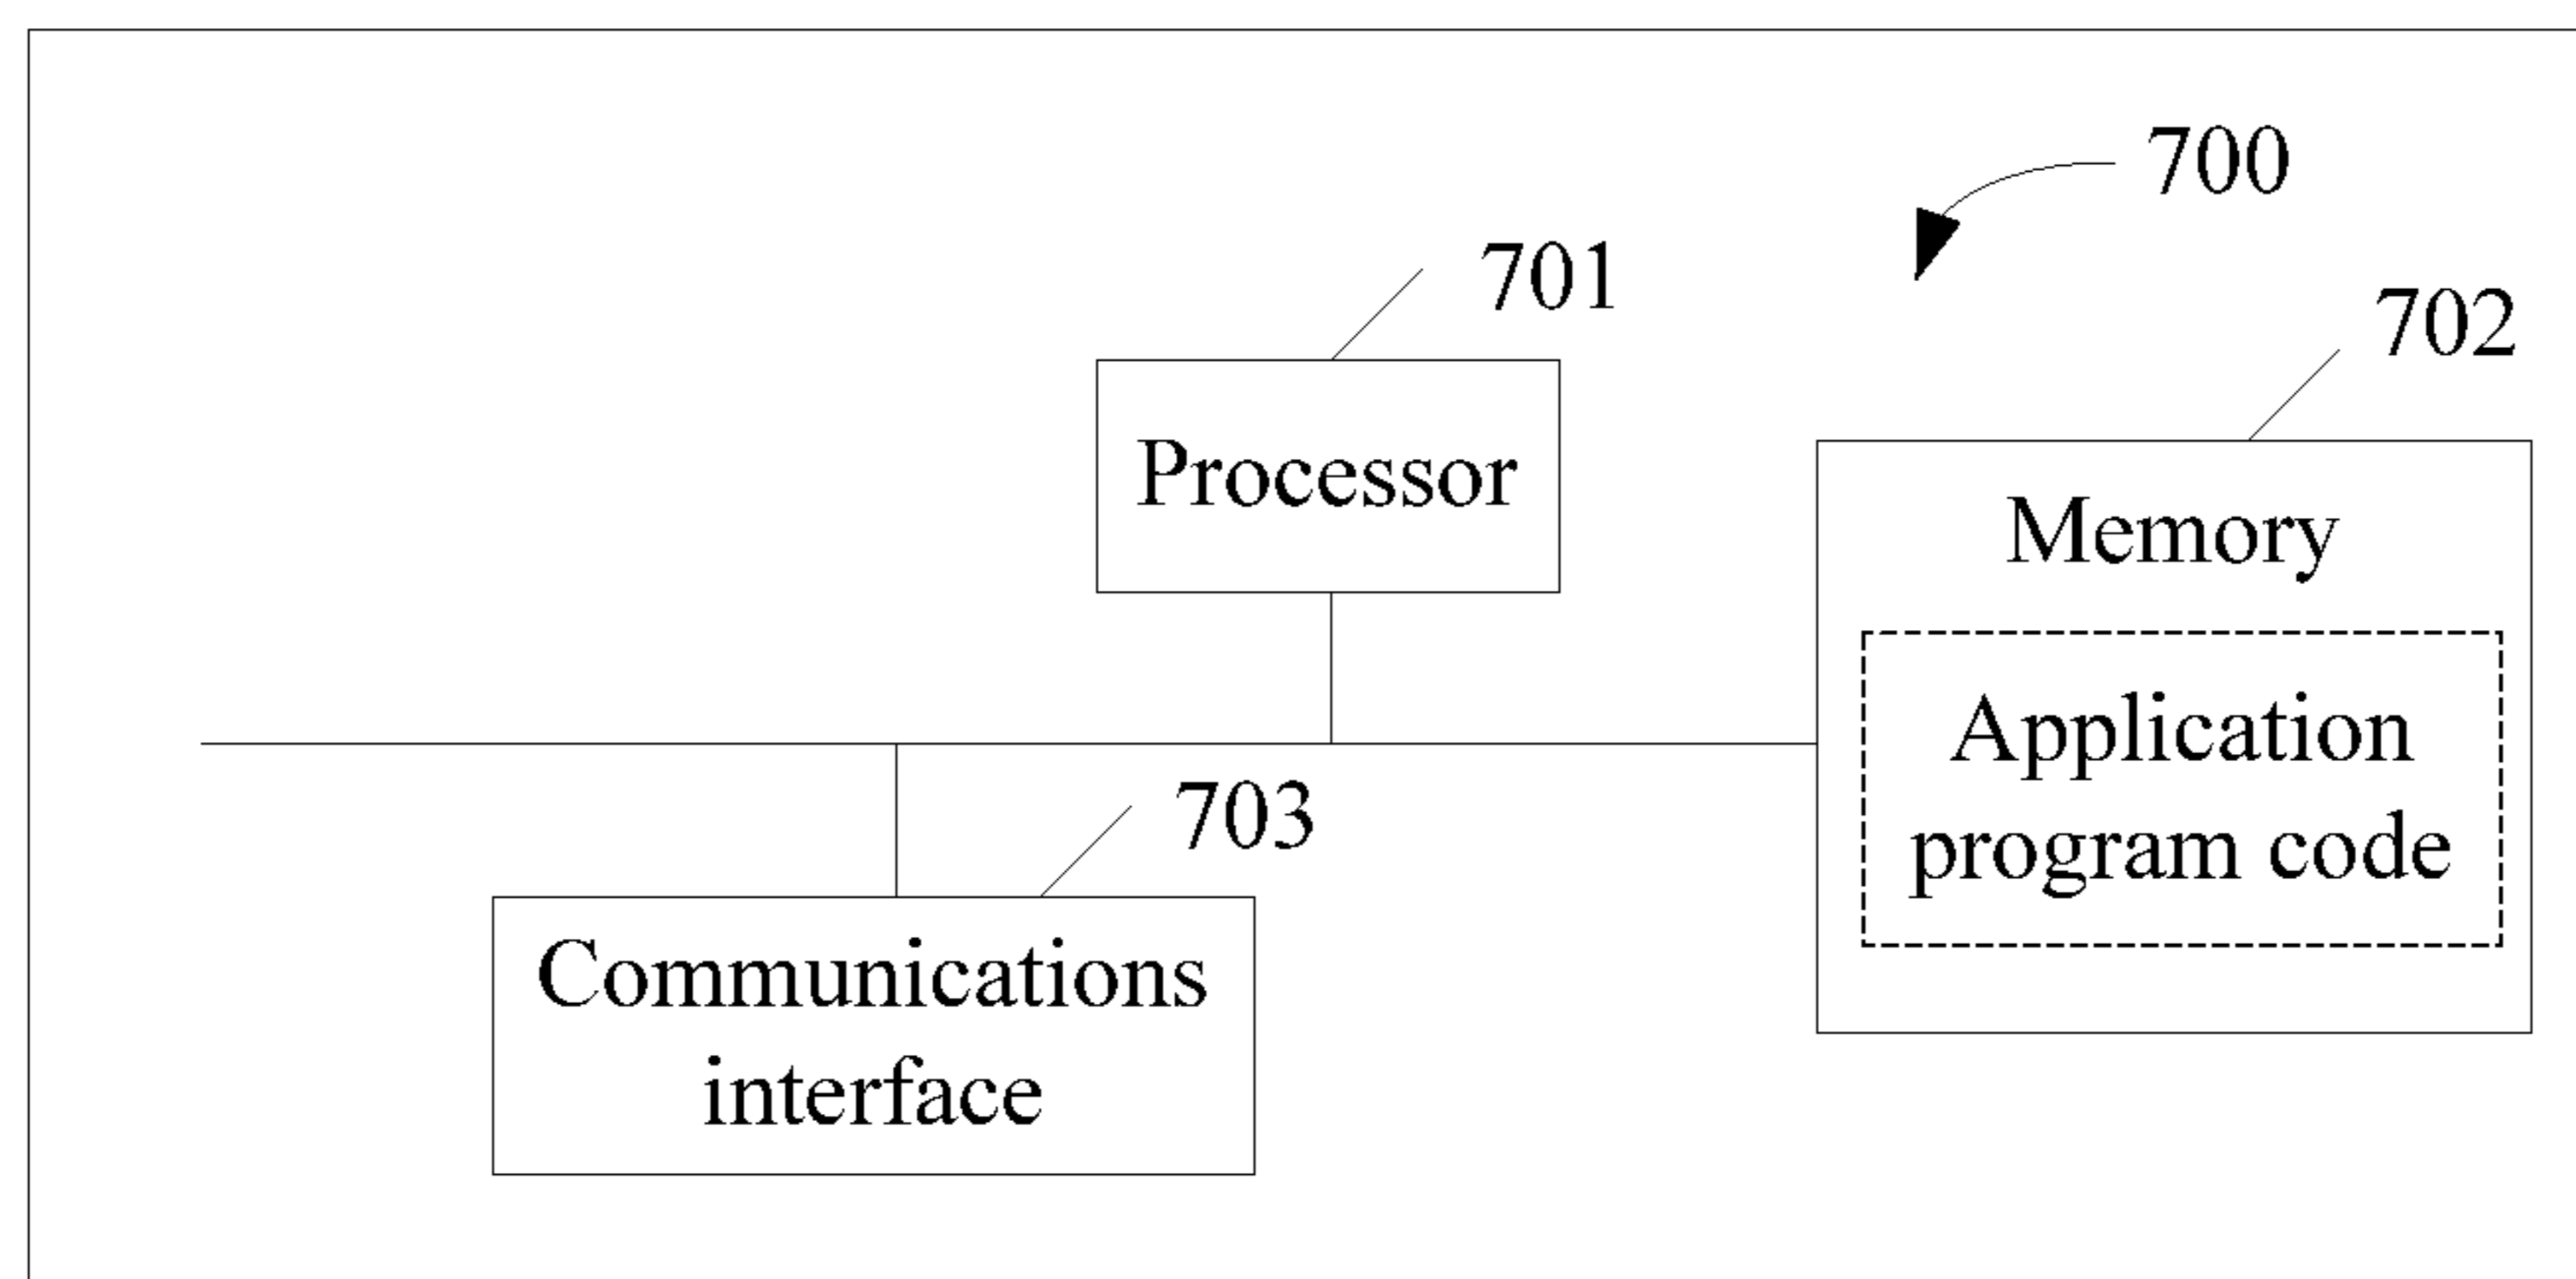 700
701
702
Processor
Memory
Application
program code
703
Communications
interface